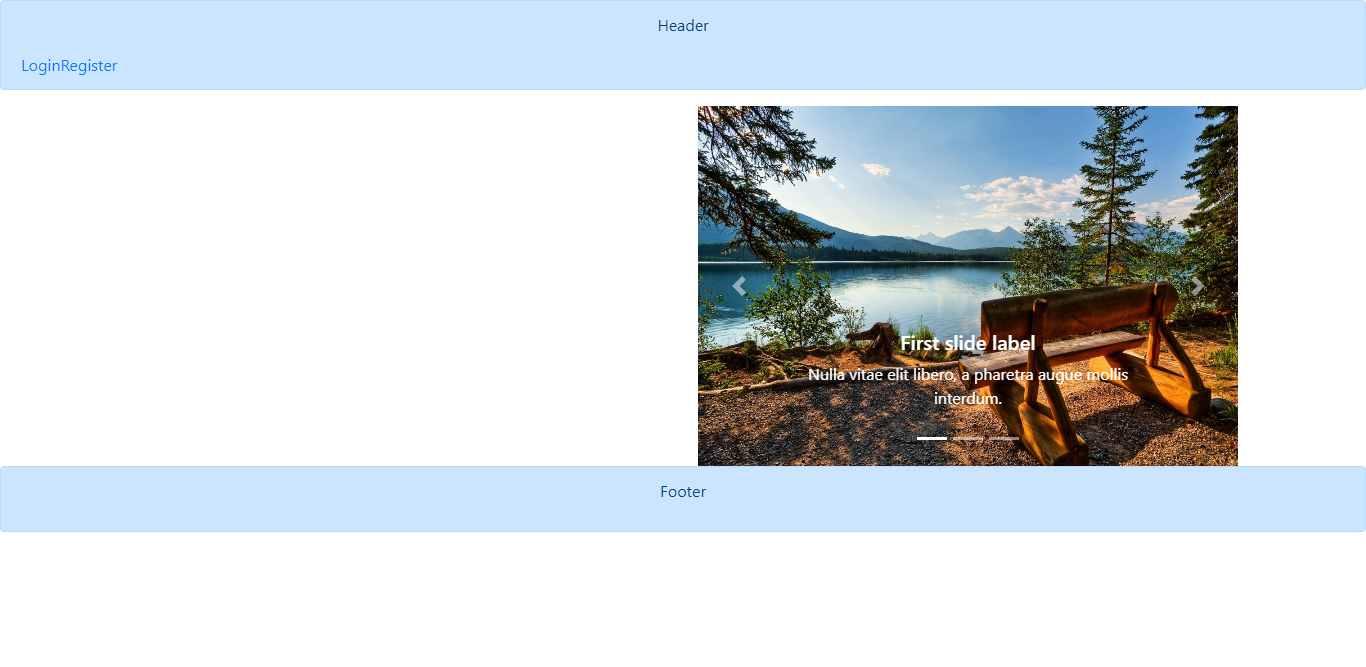 Header
LoginRegister
First slide label
Nulla vitae elit libero, a pharetra augue mollis
interdum.
Footer